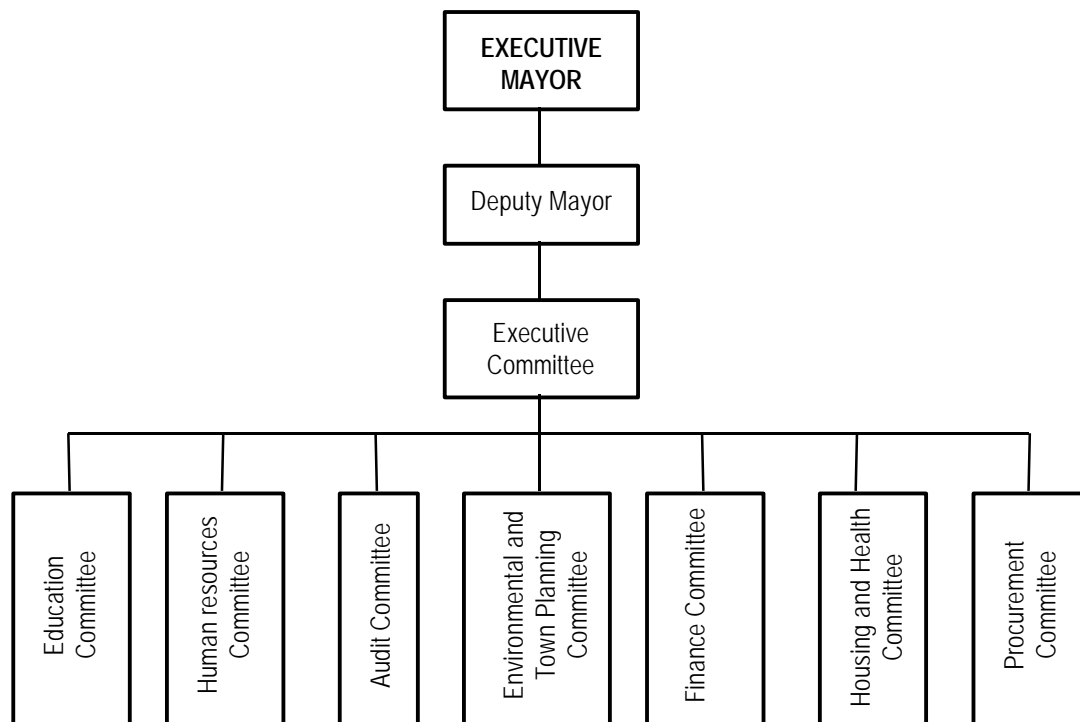 EXECUTIVE
MAYOR
Deputy Mayor
Executive
Committee
Education
Committee
Human resources
Committee
Audit Committee
Environmental and
Town Planning
Committee
Finance Committee
Housing and Health
Committee
Procurement
Committee